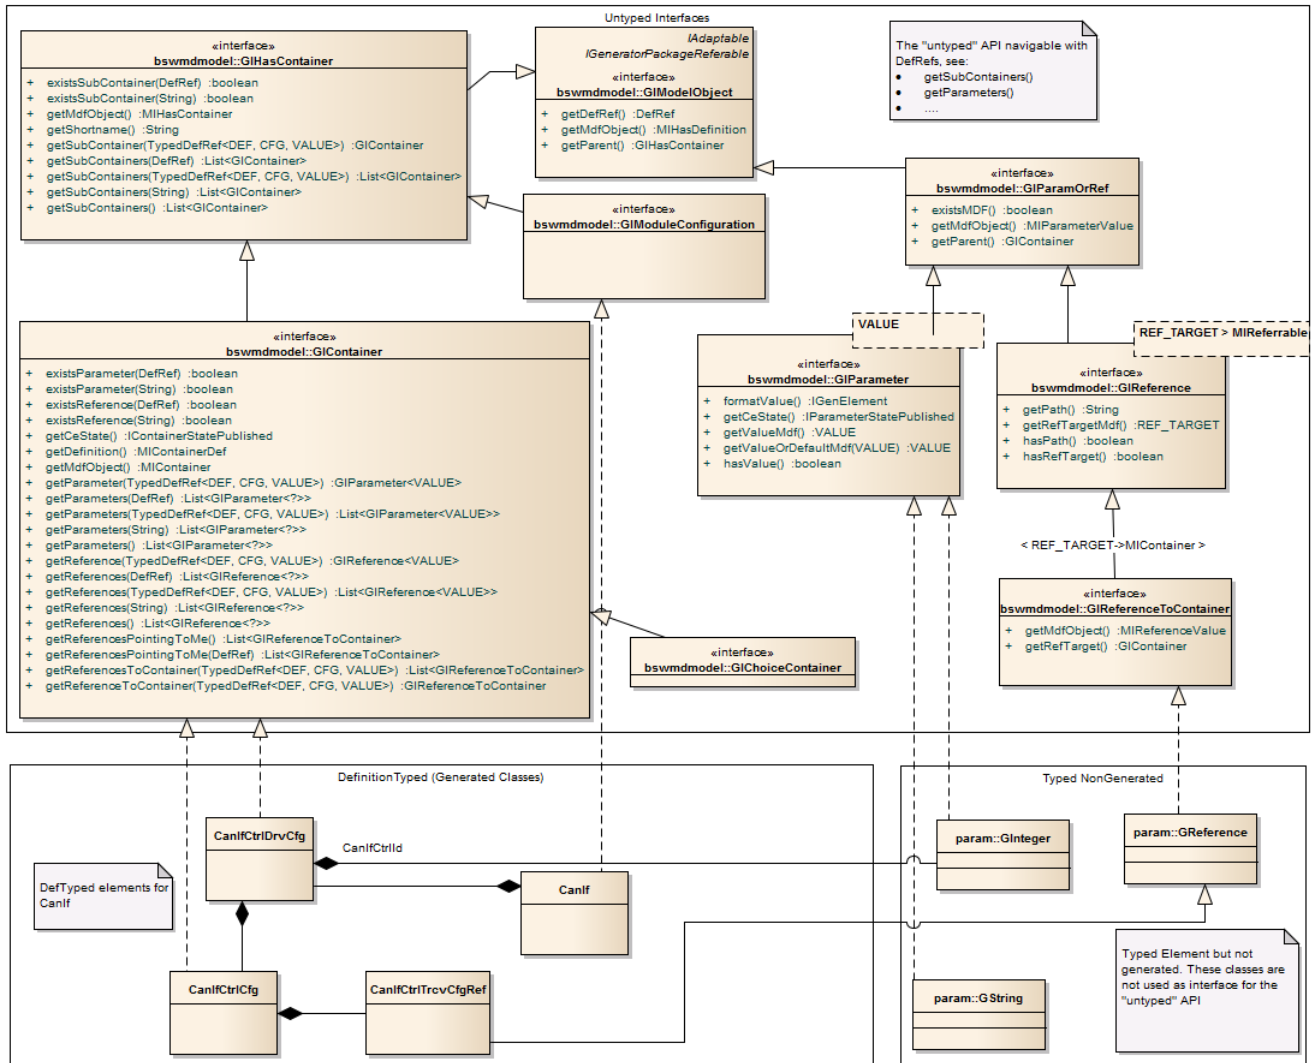 Untyped Interfaces
«interface»
bswmdmodel::GIHasContainer
+ existsSubContainer(DefRef) :boolean
+ existsSubContainer(String) :boolean
+ getMdfObject() :MIHasContainer
+ getShortname() :String
+ getSubContainer(TypedDefRef<DEF, CFG, VALUE>) :GIContainer
+ getSubContainers(DefRef) :List<GIContainer>
+ getSubContainers(TypedDefRef<DEF, CFG, VALUE>) :List<GIContainer>
+ getSubContainers(String) :List<GIContainer>
+ getSubContainers() :List<GIContainer>
IAdaptable
IGeneratorPackageReferable
«interface»
bswmdmodel::GIModelObject
+ getDefRef() :DefRef
+ getMdfObject() :MIHasDefinition
+ getParent() :GIHasContainer
The "untyped" API navigable with
DefRefs, see:
• getSubContainers()
• getParameters()
• ....
«interface»
bswmdmodel::GIModuleConfiguration
«interface»
bswmdmodel::GIParamOrRef
+ existsMDF() :boolean
+ getMdfObject() :MIParameterValue
+ getParent() :GIContainer
«interface»
bswmdmodel::GIContainer
+ existsParameter(DefRef) :boolean
+ existsParameter(String) :boolean
+ existsReference(DefRef) :boolean
+ existsReference(String) :boolean
+ getCeState() :IContainerStatePublished
+ getDefinition() :MIContainerDef
+ getMdfObject() :MIContainer
+ getParameter(TypedDefRef<DEF, CFG, VALUE>) :GIParameter<VALUE>
+ getParameters(DefRef) :List<GIParameter<?>>
+ getParameters(TypedDefRef<DEF, CFG, VALUE>) :List<GIParameter<VALUE>>
+ getParameters(String) :List<GIParameter<?>>
+ getParameters() :List<GIParameter<?>>
+ getReference(TypedDefRef<DEF, CFG, VALUE>) :GIReference<VALUE>
+ getReferences(DefRef) :List<GIReference<?>>
+ getReferences(TypedDefRef<DEF, CFG, VALUE>) :List<GIReference<VALUE>>
+ getReferences(String) :List<GIReference<?>>
+ getReferences() :List<GIReference<?>>
+ getReferencesPointingToMe() :List<GIReferenceToContainer>
+ getReferencesPointingToMe(DefRef) :List<GIReferenceToContainer>
+ getReferencesToContainer(TypedDefRef<DEF, CFG, VALUE>) :List<GIReferenceToContainer>
+ getReferenceToContainer(TypedDefRef<DEF, CFG, VALUE>) :GIReferenceToContainer
VALUE
«interface»
bswmdmodel::GIParameter
+ formatValue() :IGenElement
+ getCeState() :IParameterStatePublished
+ getValueMdf() :VALUE
+ getValueOrDefaultMdf(VALUE) :VALUE
+ hasValue() :boolean
REF_TARGET > MIReferrable
«interface»
bswmdmodel::GIReference
+ getPath() :String
+ getRefTargetMdf() :REF_TARGET
+ hasPath() :boolean
+ hasRefTarget() :boolean
< REF_TARGET->MIContainer >
«interface»
bswmdmodel::GIReferenceToContainer
+ getMdfObject() :MIReferenceValue
+ getRefTarget() :GIContainer
«interface»
bswmdmodel::GIChoiceContainer
DefinitionTyped (Generated Classes)
CanIfCtrlDrvCfg
CanIfCtrlId
DefTyped elements for
CanIf
CanIf
CanIfCtrlCfg
CanIfCtrlTrcvCfgRef
Typed NonGenerated
param::GInteger
param::GReference
param::GString
Typed Element but not
generated. These classes are
not used as interface for the
"untyped" API